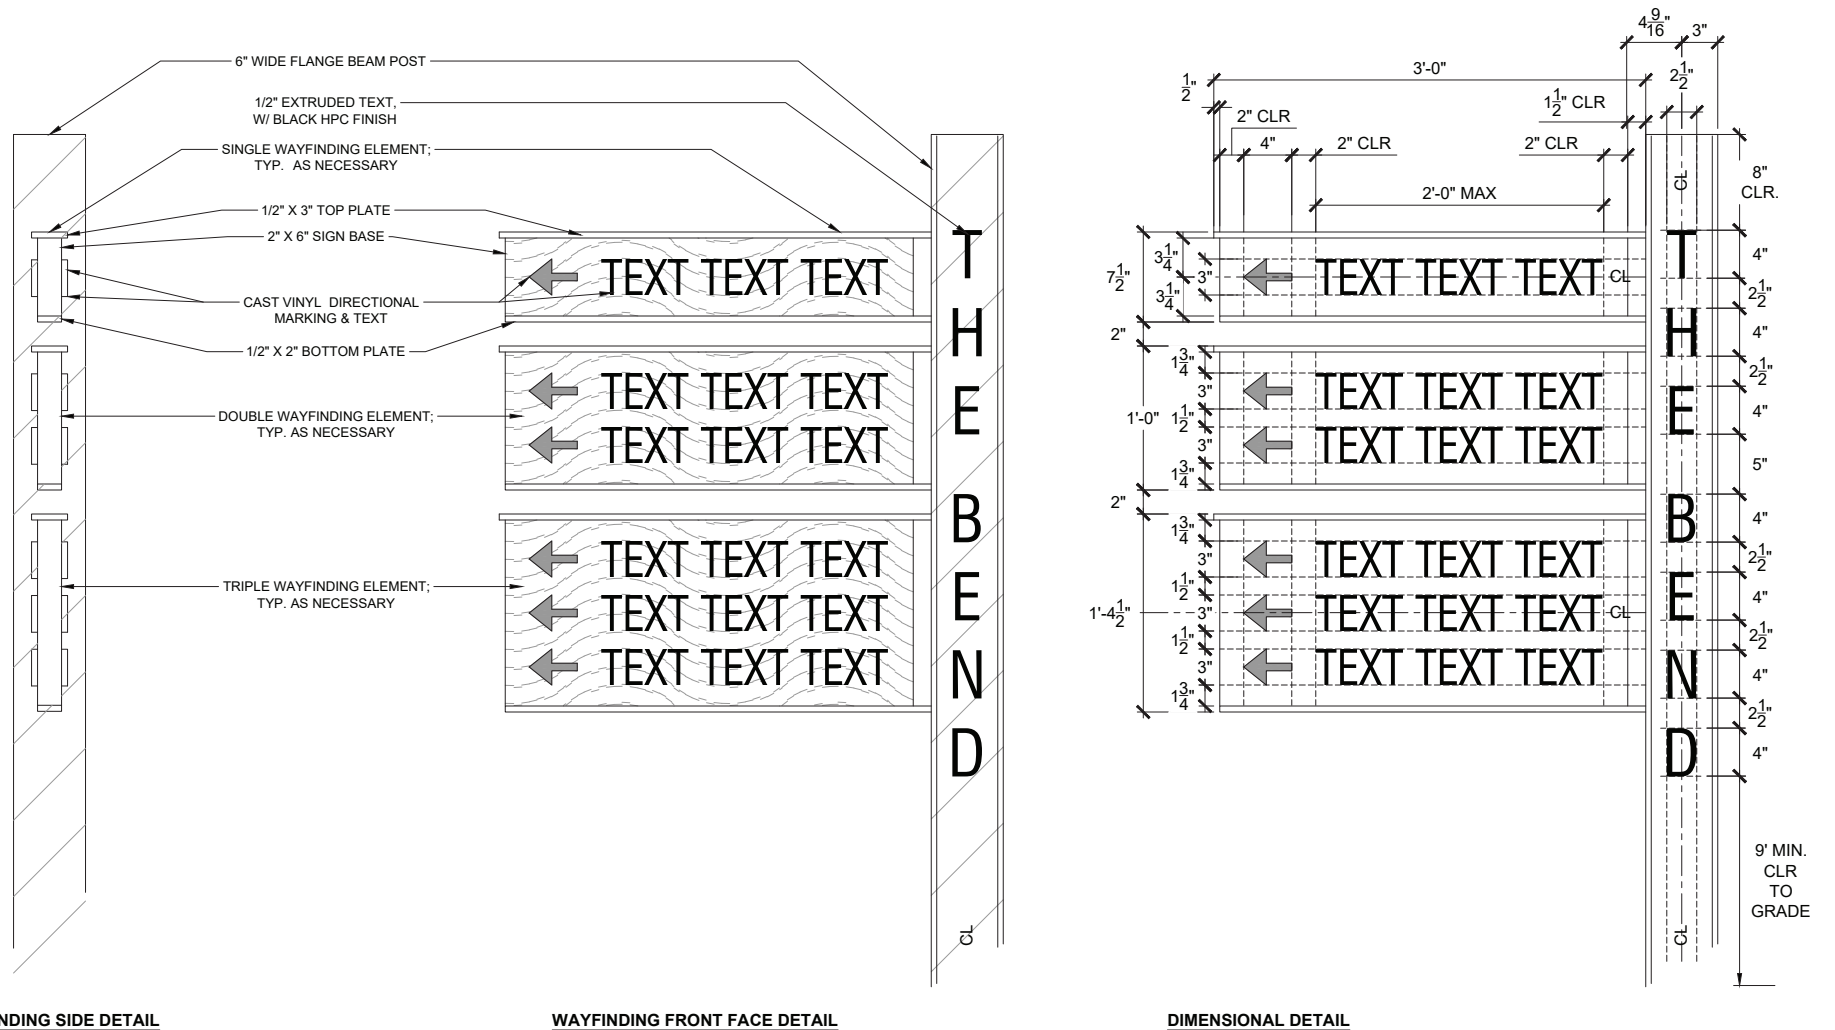 6" WIDE FLANGE BEAM POST
1/2" EXTRUDED TEXT,
W/ BLACK HPC FINISH
SINGLE WAYFINDING ELEMENT;
TYP. AS NECESSARY
1/2" X 3" TOP PLATE
2" X 6" SIGN BASE
CAST VINYL DIRECTIONAL
MARKING & TEXT
1/2" X 2" BOTTOM PLATE
DOUBLE WAYFINDING ELEMENT;
TYP. AS NECESSARY
TRIPLE WAYFINDING ELEMENT;
TYP. AS NECESSARY
TEXT TEXT TEXT
TEXT TEXT TEXT
TEXT TEXT TEXT
TEXT TEXT TEXT
TEXT TEXT TEXT
TEXT TEXT TEXT
T
H
E
B
E
N
D
CL
4 9/16" 3"
3'-0"
2 1/2"
1/2"
1 1/2" CLR
2" CLR
4"
2" CLR
2" CLR
2'-0" MAX
CL
8"
CLR.
7 1/2"
3 1/4"
3"
3 1/4"
TEXT TEXT TEXT CL
2"
1'-0"
1 3/4"
3"
1 1/2"
3"
1 3/4"
TEXT TEXT TEXT
TEXT TEXT TEXT
2"
1'-4 1/2"
1 3/4"
3"
1 1/2"
3"
1 1/2"
3"
1 3/4"
TEXT TEXT TEXT
TEXT TEXT TEXT CL
TEXT TEXT TEXT
T
H
E
B
E
N
D
CL
4"
2 1/2"
4"
2 1/2"
4"
5"
4"
2 1/2"
4"
2 1/2"
4"
2 1/2"
4"
9' MIN.
CLR
TO
GRADE
NDING SIDE DETAIL
WAYFINDING FRONT FACE DETAIL
DIMENSIONAL DETAIL